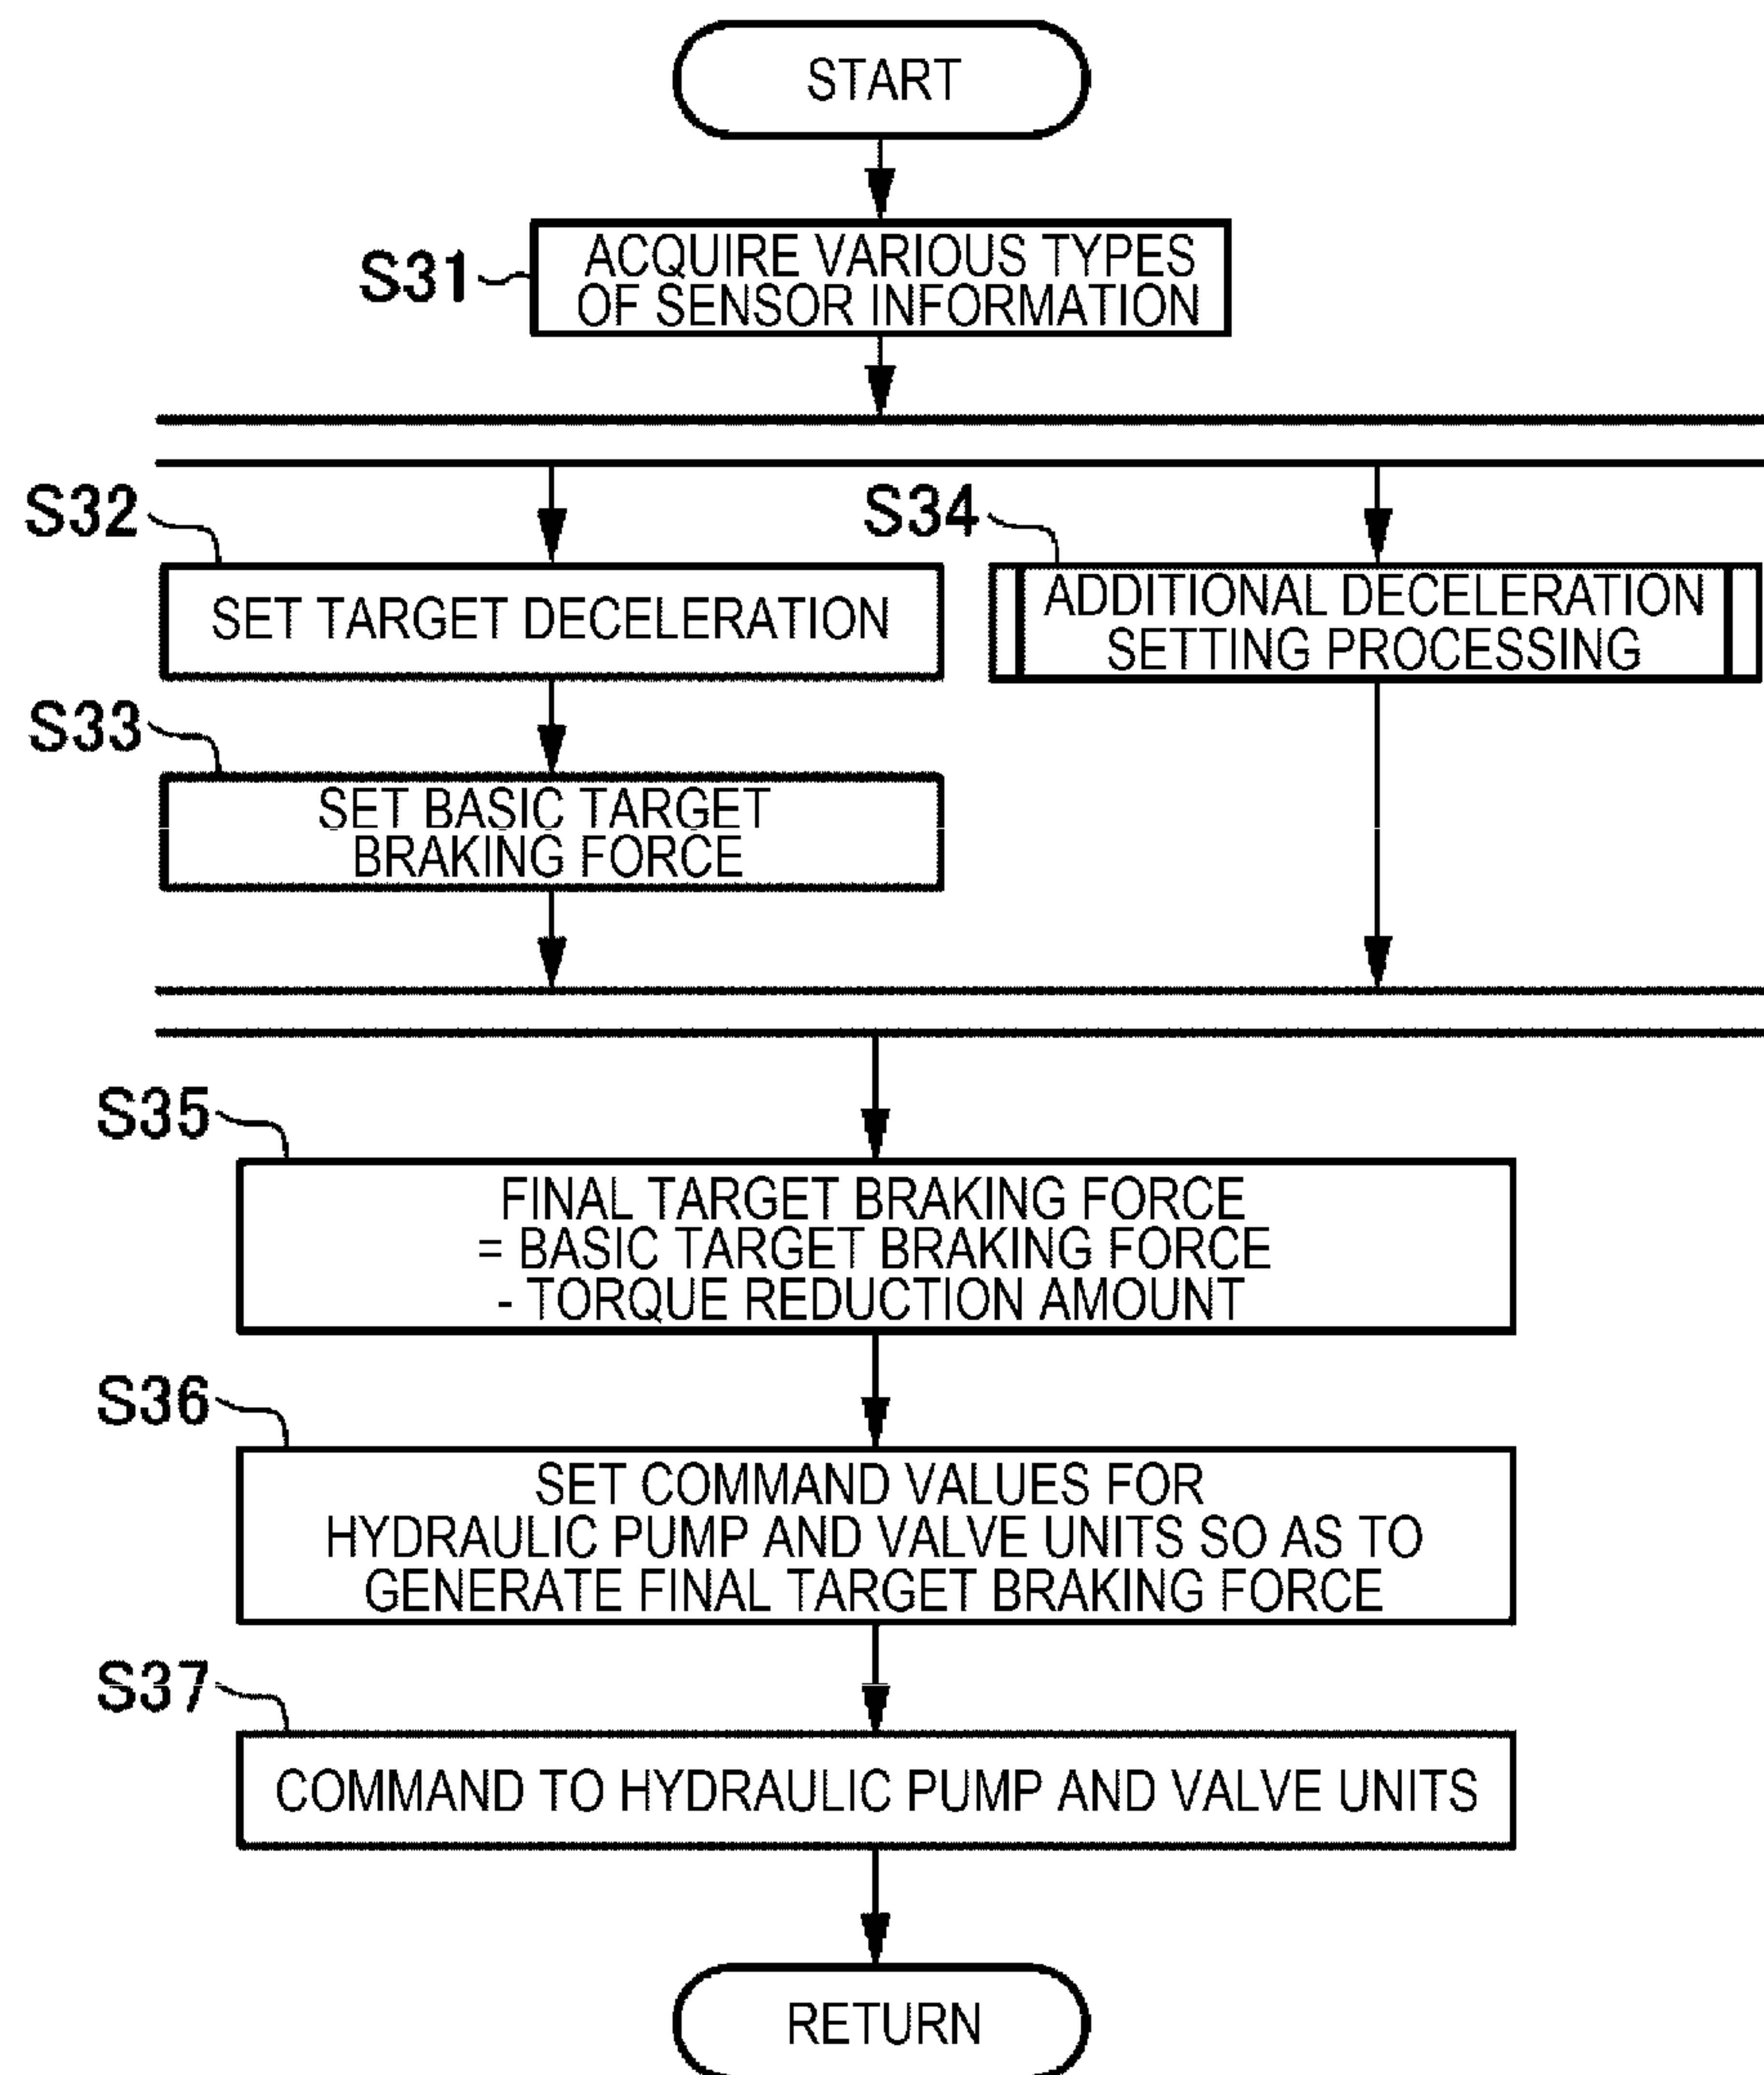 START
S31
ACQUIRE VARIOUS TYPES
OF SENSOR INFORMATION
S32
SET TARGET DECELERATION
S33
SET BASIC TARGET
BRAKING FORCE
S34
ADDITIONAL DECELERATION
SETTING PROCESSING
S35
FINAL TARGET BRAKING FORCE
= BASIC TARGET BRAKING FORCE
- TORQUE REDUCTION AMOUNT
S36
SET COMMAND VALUES FOR
HYDRAULIC PUMP AND VALVE UNITS SO AS TO
GENERATE FINAL TARGET BRAKING FORCE
S37
COMMAND TO HYDRAULIC PUMP AND VALVE UNITS
RETURN